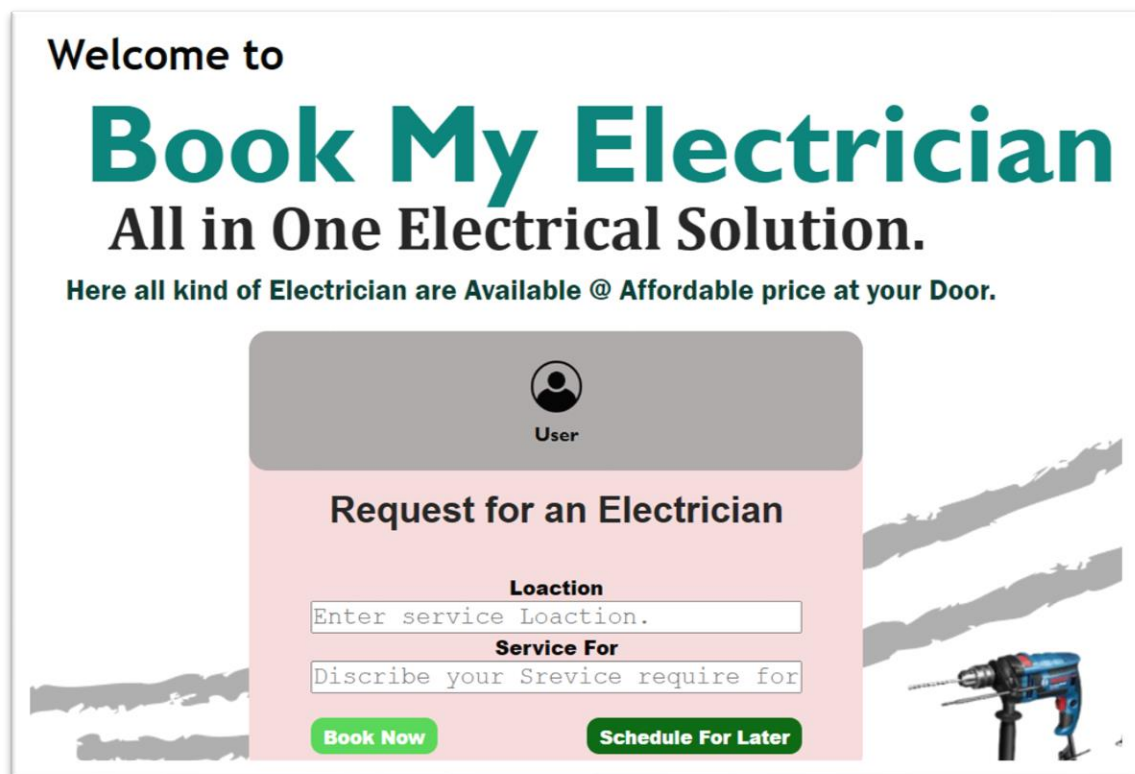 Welcome to
Book My Electrician
All in One Electrical Solution.
Here all kind of Electrician are Available @ Affordable price at your Door.
User
Request for an Electrician
Loaction
Enter service Loaction.
Service For
Discribe your Srevice require for
Book Now
Schedule For Later